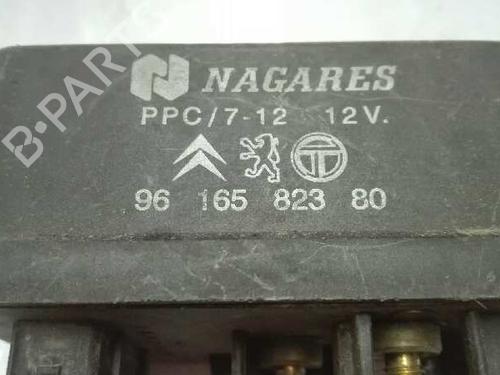 NAGARES
PPC/7-12 12V.
96 165 823 80
B-PARTS